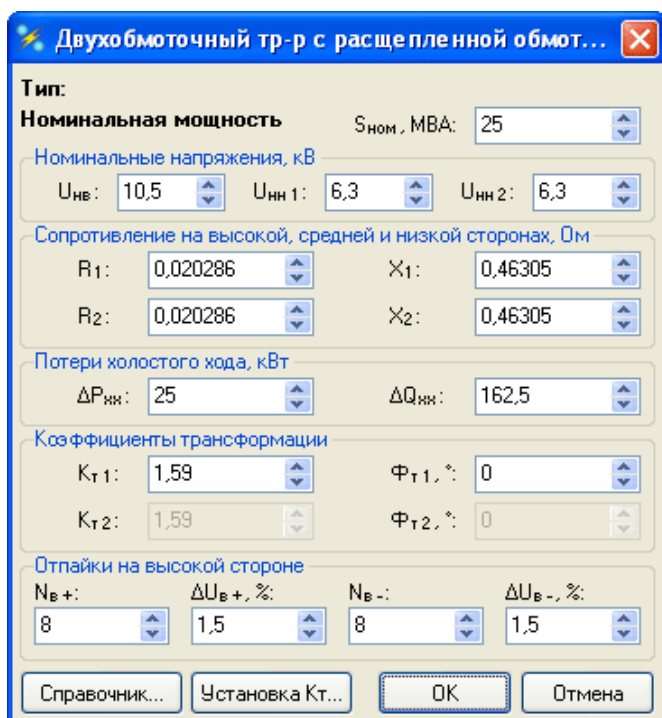 Двухобмоточный тр-р с расщепленной обмот...
Тип:
Номинальная мощность Sном, МВА: 25
Номинальные напряжения, кВ
Uнв: 10,5 Uнн 1: 6,3 Uнн 2: 6,3
Сопротивление на высокой, средней и низкой сторонах, Ом
R1: 0,020286 X1: 0,46305
R2: 0,020286 X2: 0,46305
Потери холостого хода, кВт
ΔPхх: 25 ΔQхх: 162,5
Коэффициенты трансформации
Kт 1: 1,59 Фт 1, °: 0
Kт 2: 1,59 Фт 2, °: 0
Отпайки на высокой стороне
Nв +: ΔUв +, %: Nв -: ΔUв -, %:
8 1,5 8 1,5
Справочник... Установка Кт... OK Отмена